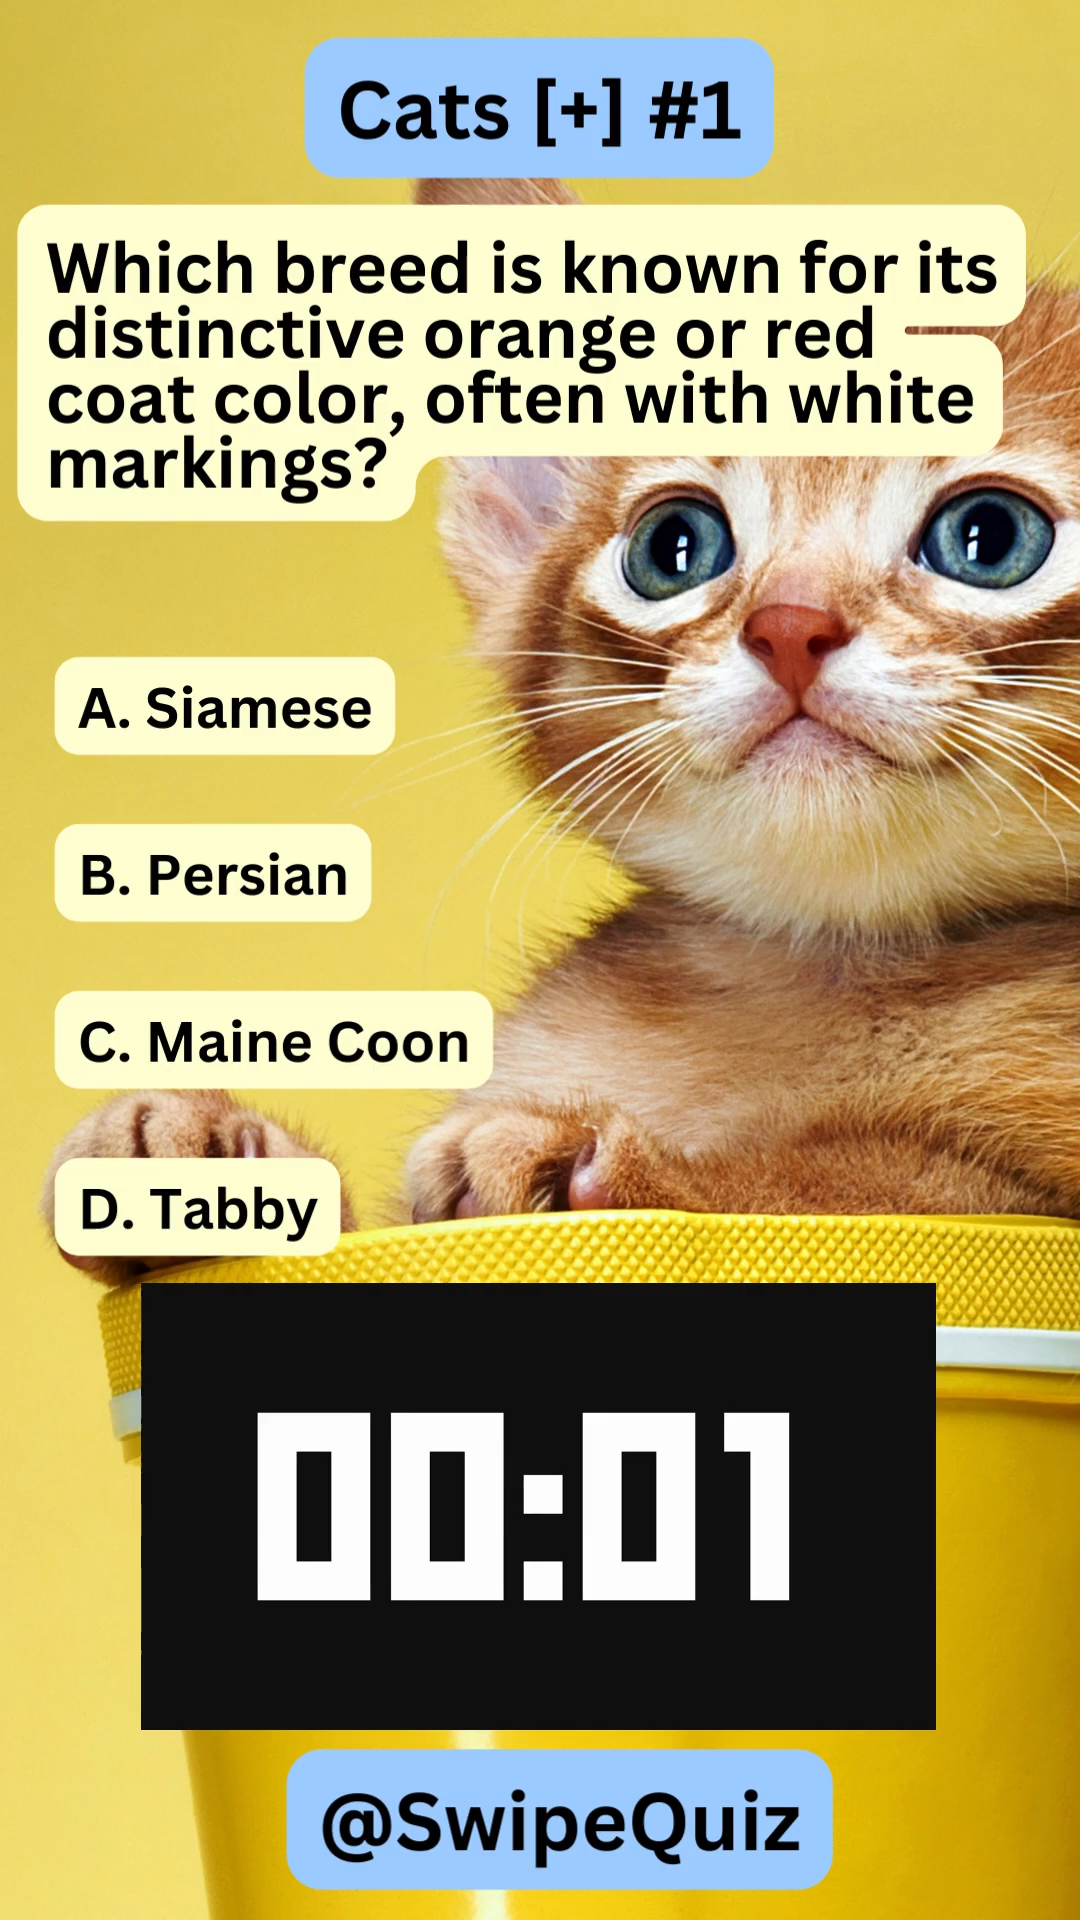 Cats [+] #1
Which breed is known for its
distinctive orange or red
coat color, often with white
markings?
A. Siamese
B. Persian
C. Maine Coon
D. Tabby
00:01
@SwipeQuiz